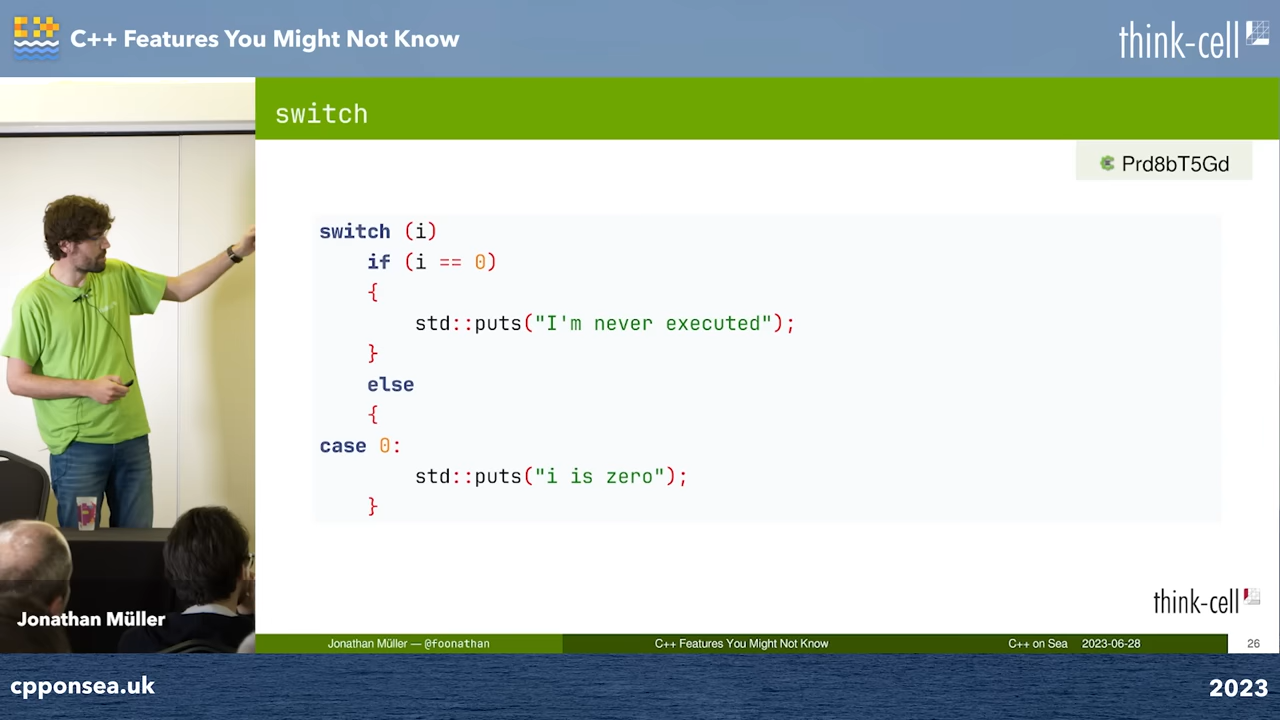 C++ C++ Features You Might Not Know
think-cell
switch
Prd8bT5Gd
switch (i)
if (i == 0)
{
std::puts("I'm never executed");
}
else
{
case 0:
std::puts("i is zero");
}
think-cell
Jonathan Müller
Jonathan Müller — @foonathan C++ Features You Might Not Know C++ on Sea 2023-06-28 26
cpponsea.uk
2023